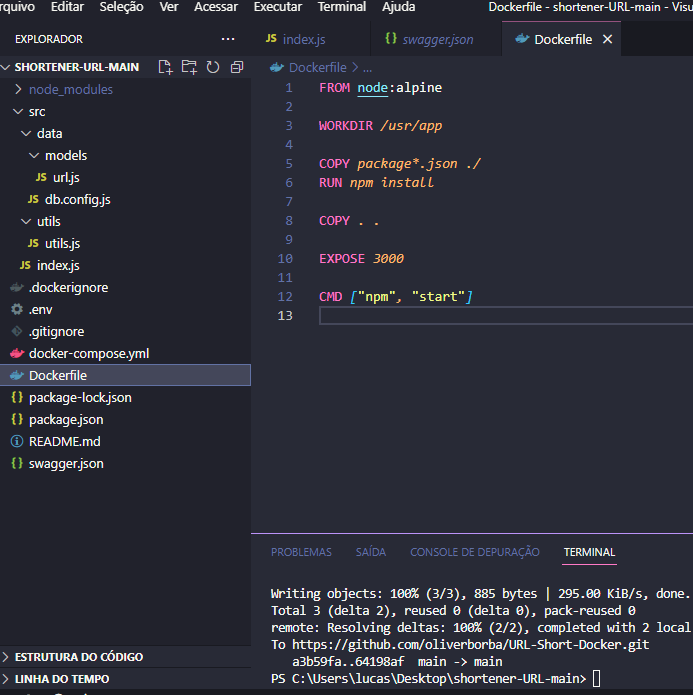 rquivo Editar Seleção Ver Acessar Executar Terminal Ajuda Dockerfile - shortener-URL-main - Visu
EXPLORADOR ...
SHORTENER-URL-MAIN
node_modules
src
data
models
JS url.js
JS db.config.js
utils
JS utils.js
JS index.js
.dockerignore
.env
.gitignore
docker-compose.yml
Dockerfile
{} package-lock.json
{} package.json
README.md
{} swagger.json
ESTRUTURA DO CÓDIGO
LINHA DO TEMPO
JS index.js {} swagger.json Dockerfile ×
Dockerfile > ...
1 FROM node:alpine
2
3 WORKDIR /usr/app
4
5 COPY package*.json ./
6 RUN npm install
7
8 COPY . .
9
10 EXPOSE 3000
11
12 CMD ["npm", "start"]
13
PROBLEMAS SAÍDA CONSOLE DE DEPURAÇÃO TERMINAL
Writing objects: 100% (3/3), 885 bytes | 295.00 KiB/s, done.
Total 3 (delta 2), reused 0 (delta 0), pack-reused 0
remote: Resolving deltas: 100% (2/2), completed with 2 local
To https://github.com/oliverborba/URL-Short-Docker.git
a3b59fa..64198af main -> main
PS C:\Users\lucas\Desktop\shortener-URL-main>